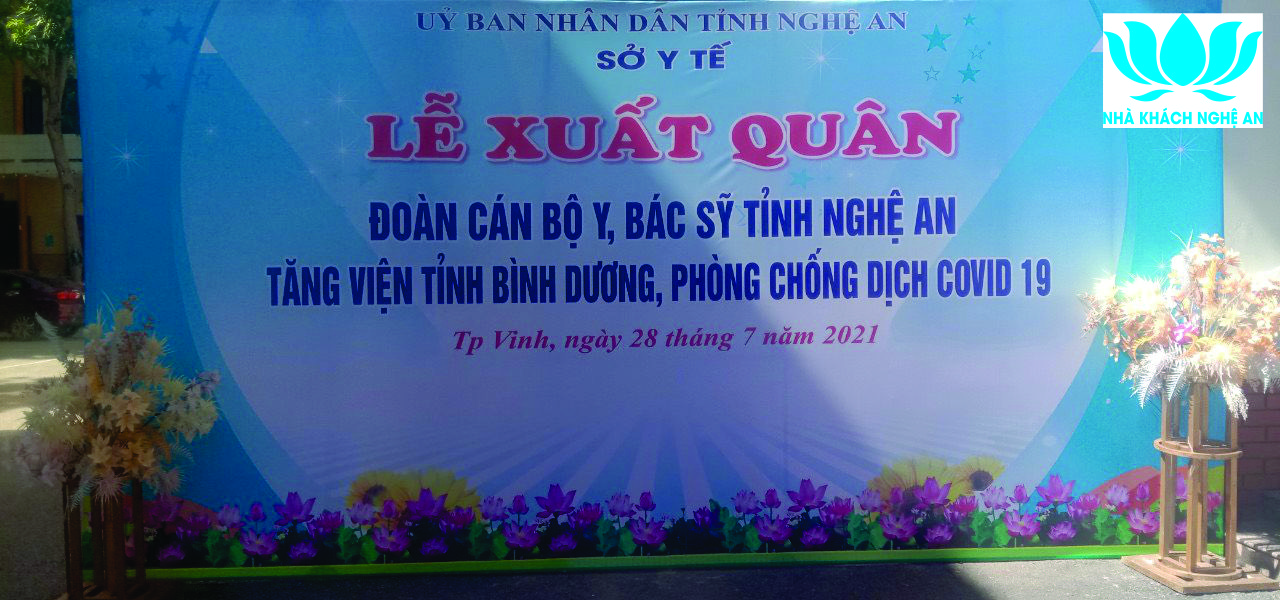 UỶ BAN NHÂN DÂN TỈNH NGHỆ AN
SỞ Y TẾ
LỄ XUẤT QUÂN
ĐOÀN CÁN BỘ Y, BÁC SỸ TỈNH NGHỆ AN
TĂNG VIỆN TỈNH BÌNH DƯƠNG, PHÒNG CHỐNG DỊCH COVID 19
Tp Vinh, ngày 28 tháng 7 năm 2021
NHÀ KHÁCH NGHỆ AN